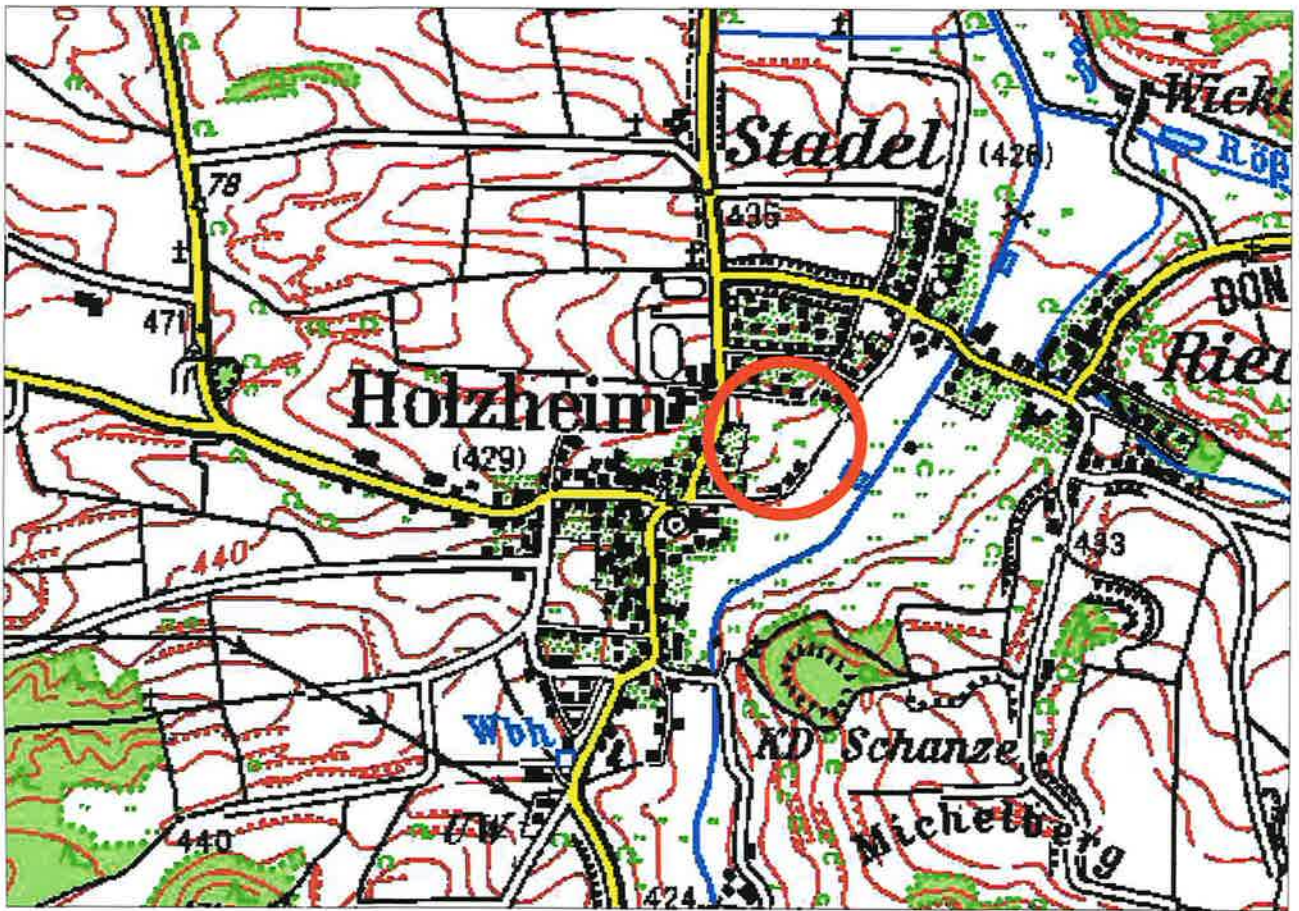 Wick
Röß
Stadel (426)
78
436
DON
471
Ried
Holzheim
(429)
433
440
Wbh
KD Schanze
UW
Michelberg
440
424